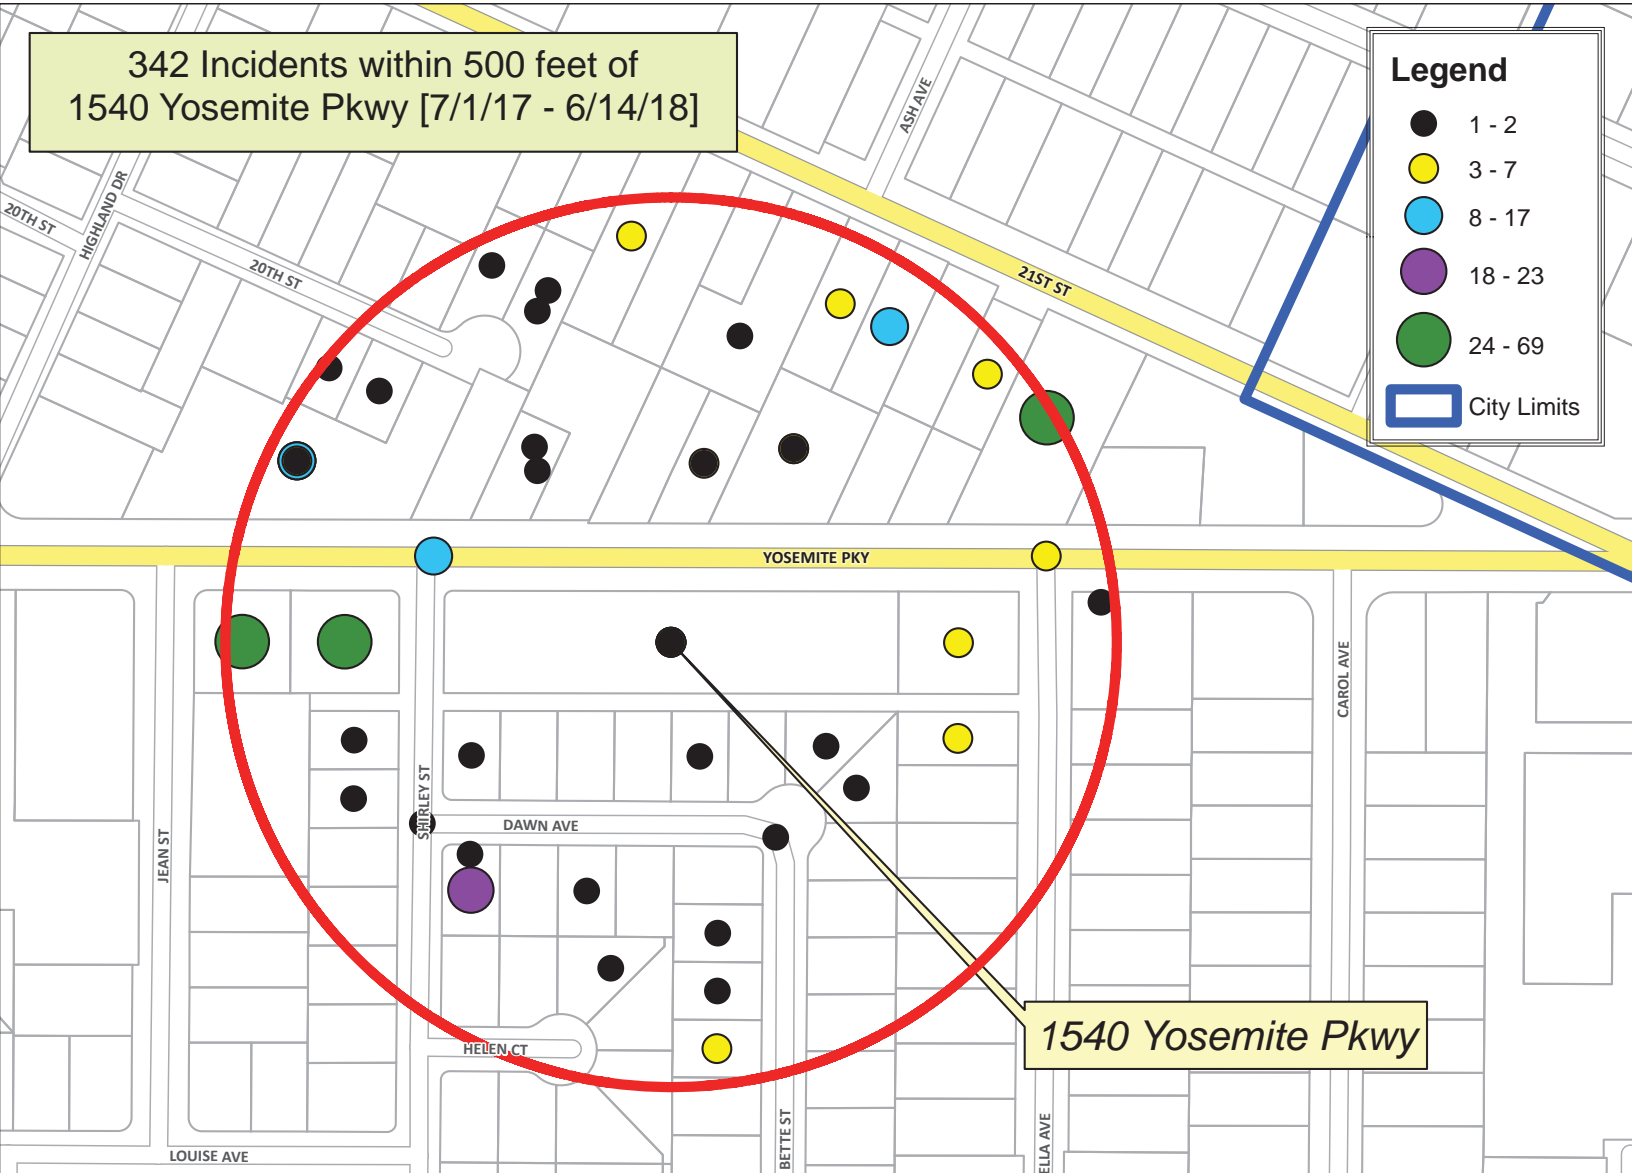 342 Incidents within 500 feet of
1540 Yosemite Pkwy [7/1/17 - 6/14/18]
Legend
1 - 2
3 - 7
8 - 17
18 - 23
24 - 69
City Limits
ASH AVE
HIGHLAND DR
20TH ST
20TH ST
21ST ST
YOSEMITE PKY
CAROL AVE
SHIRLEY ST
JEAN ST
DAWN AVE
HELEN CT
1540 Yosemite Pkwy
BETTE ST
ELLA AVE
LOUISE AVE